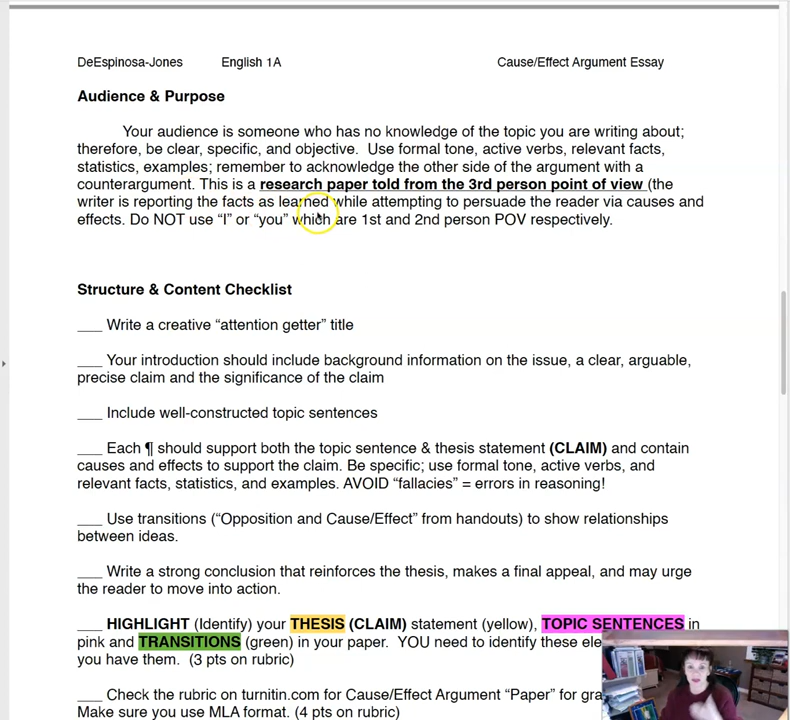 DeEspinosa-Jones English 1A Cause/Effect Argument Essay
Audience & Purpose
Your audience is someone who has no knowledge of the topic you are writing about;
therefore, be clear, specific, and objective. Use formal tone, active verbs, relevant facts,
statistics, examples; remember to acknowledge the other side of the argument with a
counterargument. This is a research paper told from the 3rd person point of view (the
writer is reporting the facts as lear while attempting to persuade the reader via causes and
effects. Do NOT use “I” or “you” which are 1st and 2nd person POV respectively.
Structure & Content Checklist
___ Write a creative “attention getter” title
___ Your introduction should include background information on the issue, a clear, arguable,
precise claim and the significance of the claim
___ Include well-constructed topic sentences
___ Each ¶ should support both the topic sentence & thesis statement (CLAIM) and contain
causes and effects to support the claim. Be specific; use formal tone, active verbs, and
relevant facts, statistics, and examples. AVOID “fallacies” = errors in reasoning!
___ Use transitions (“Opposition and Cause/Effect” from handouts) to show relationships
between ideas.
___ Write a strong conclusion that reinforces the thesis, makes a final appeal, and may urge
the reader to move into action.
___ HIGHLIGHT (Identify) your THESIS (CLAIM) statement (yellow), TOPIC SENTENCES in
pink and TRANSITIONS (green) in your paper. YOU need to identify these ele
you have them. (3 pts on rubric)
___ Check the rubric on turnitin.com for Cause/Effect Argument “Paper” for gra
Make sure you use MLA format. (4 pts on rubric)